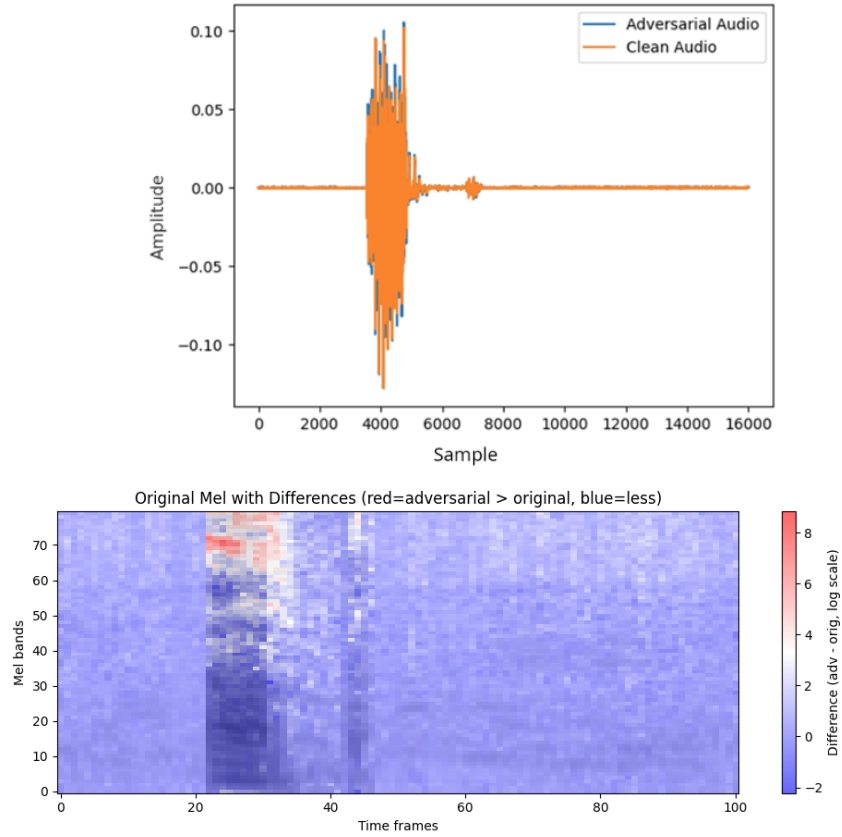 Adversarial Audio
Clean Audio
0.10
0.05
0.00
−0.05
−0.10
Amplitude
0 2000 4000 6000 8000 10000 12000 14000 16000
Sample
Original Mel with Differences (red=adversarial > original, blue=less)
70
60
50
40
30
20
10
0
Mel bands
0 20 40 60 80 100
Time frames
8
6
4
2
0
−2
Difference (adv - orig, log scale)